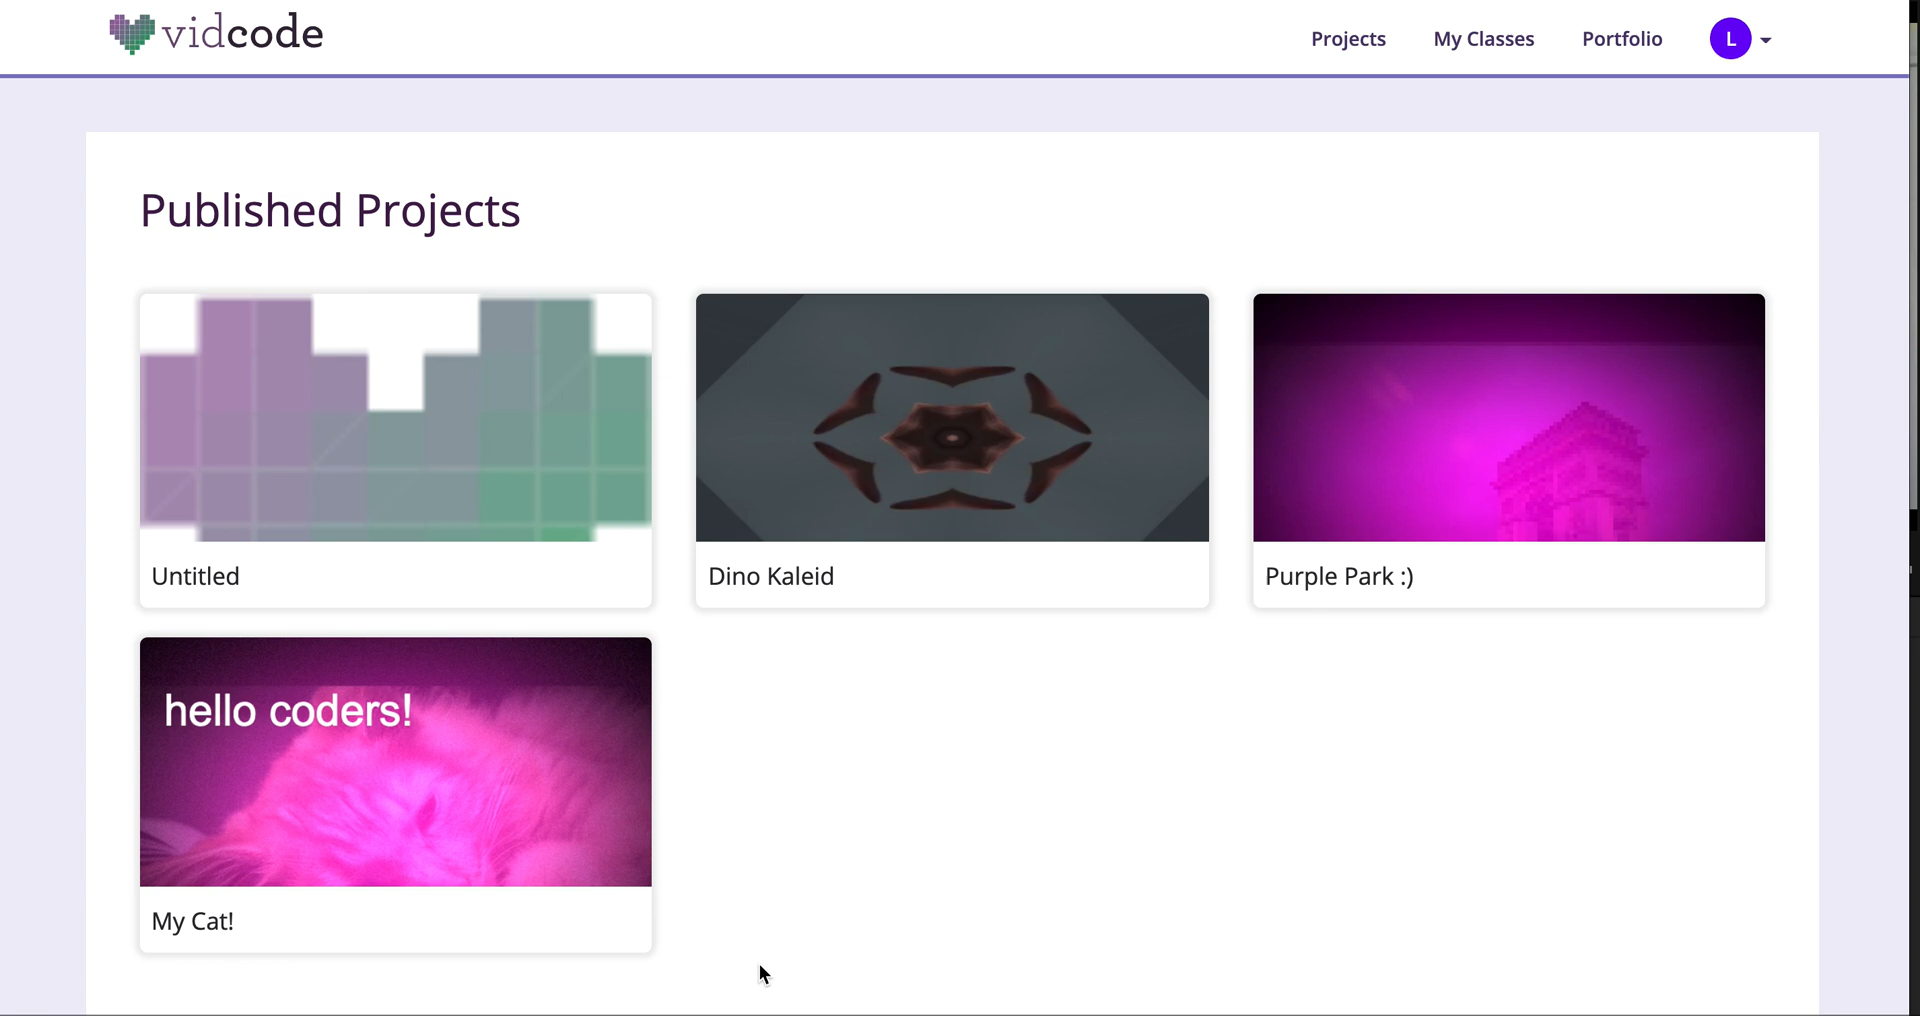 vidcode
Projects My Classes Portfolio L
Published Projects
Untitled
Dino Kaleid
Purple Park :)
hello coders!
My Cat!